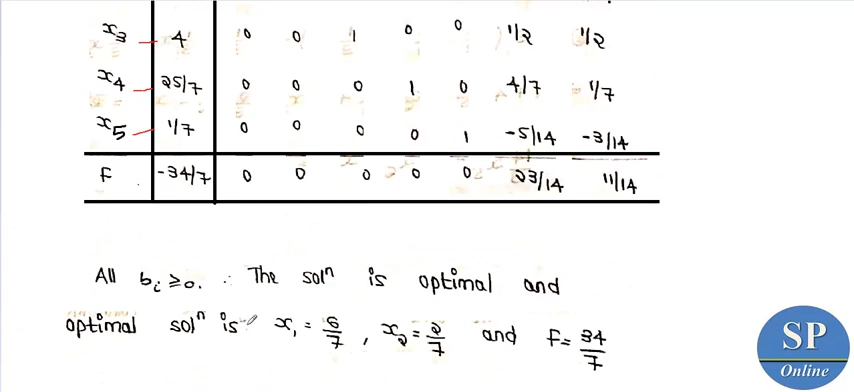 x3 4 0 0 1 0 0 1/2 1/2
x4 25/7 0 0 0 1 0 4/7 1/7
x5 1/7 0 0 0 0 1 -5/14 -3/14
F -34/7 0 0 0 0 0 23/14 11/14
All bi ≥ 0. ∴ The solⁿ is optimal and
optimal solⁿ is x1 = 6/7 , x2 = 2/7 and F = 34/7
SP
Online